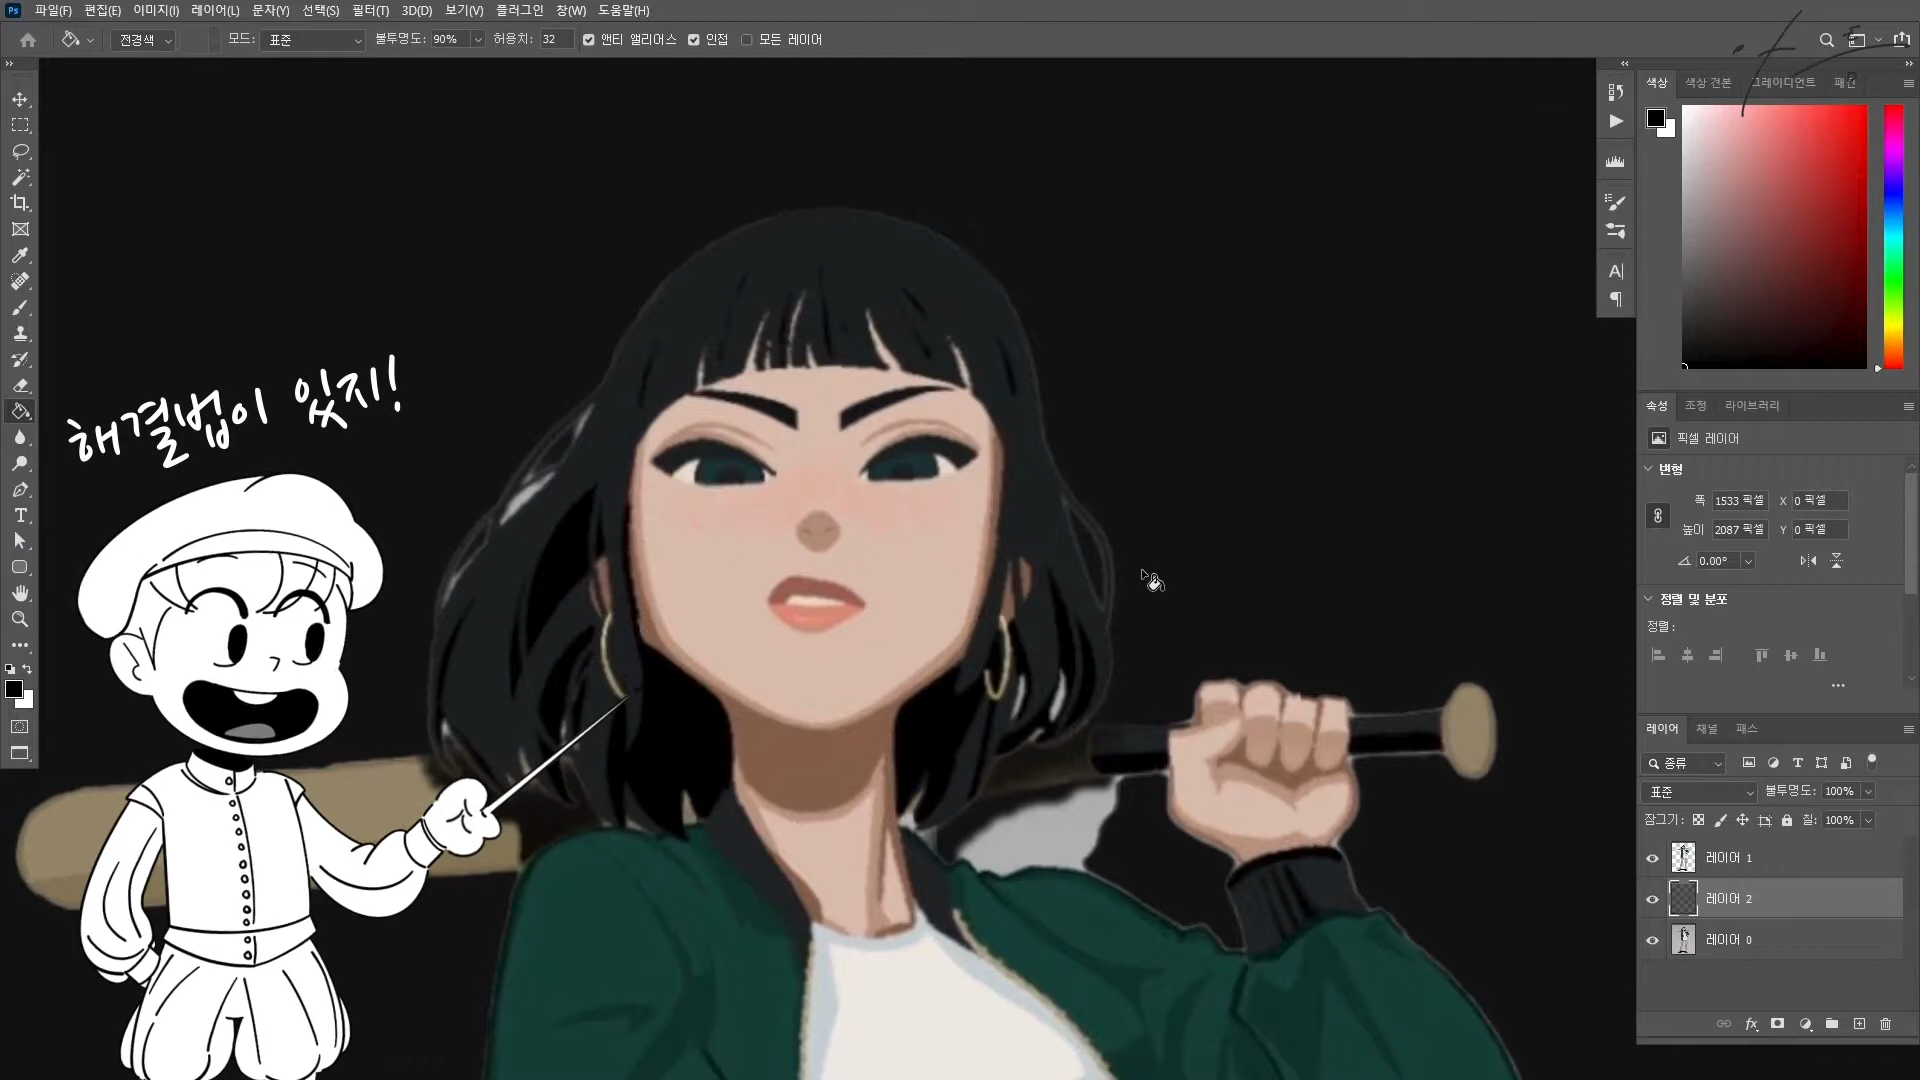 Ps 파일(F) 편집(E) 이미지(I) 레이어(L) 문자(Y) 선택(S) 필터(T) 3D(D) 보기(V) 플러그인 창(W) 도움말(H)
전경색 모드: 표준 불투명도: 90% 허용치: 32 앤티 앨리어스 인접 모든 레이어
해결법이 있지!
색상 색상 견본 그레이디언트 패턴
속성 조정 라이브러리
픽셀 레이어
변형
폭 1533 픽셀 X 0 픽셀
높이 2087 픽셀 Y 0 픽셀
0.00°
정렬 및 분포
정렬:
레이어 채널 패스
종류
표준 불투명도: 100%
잠그기: 칠: 100%
레이어 1
레이어 2
레이어 0